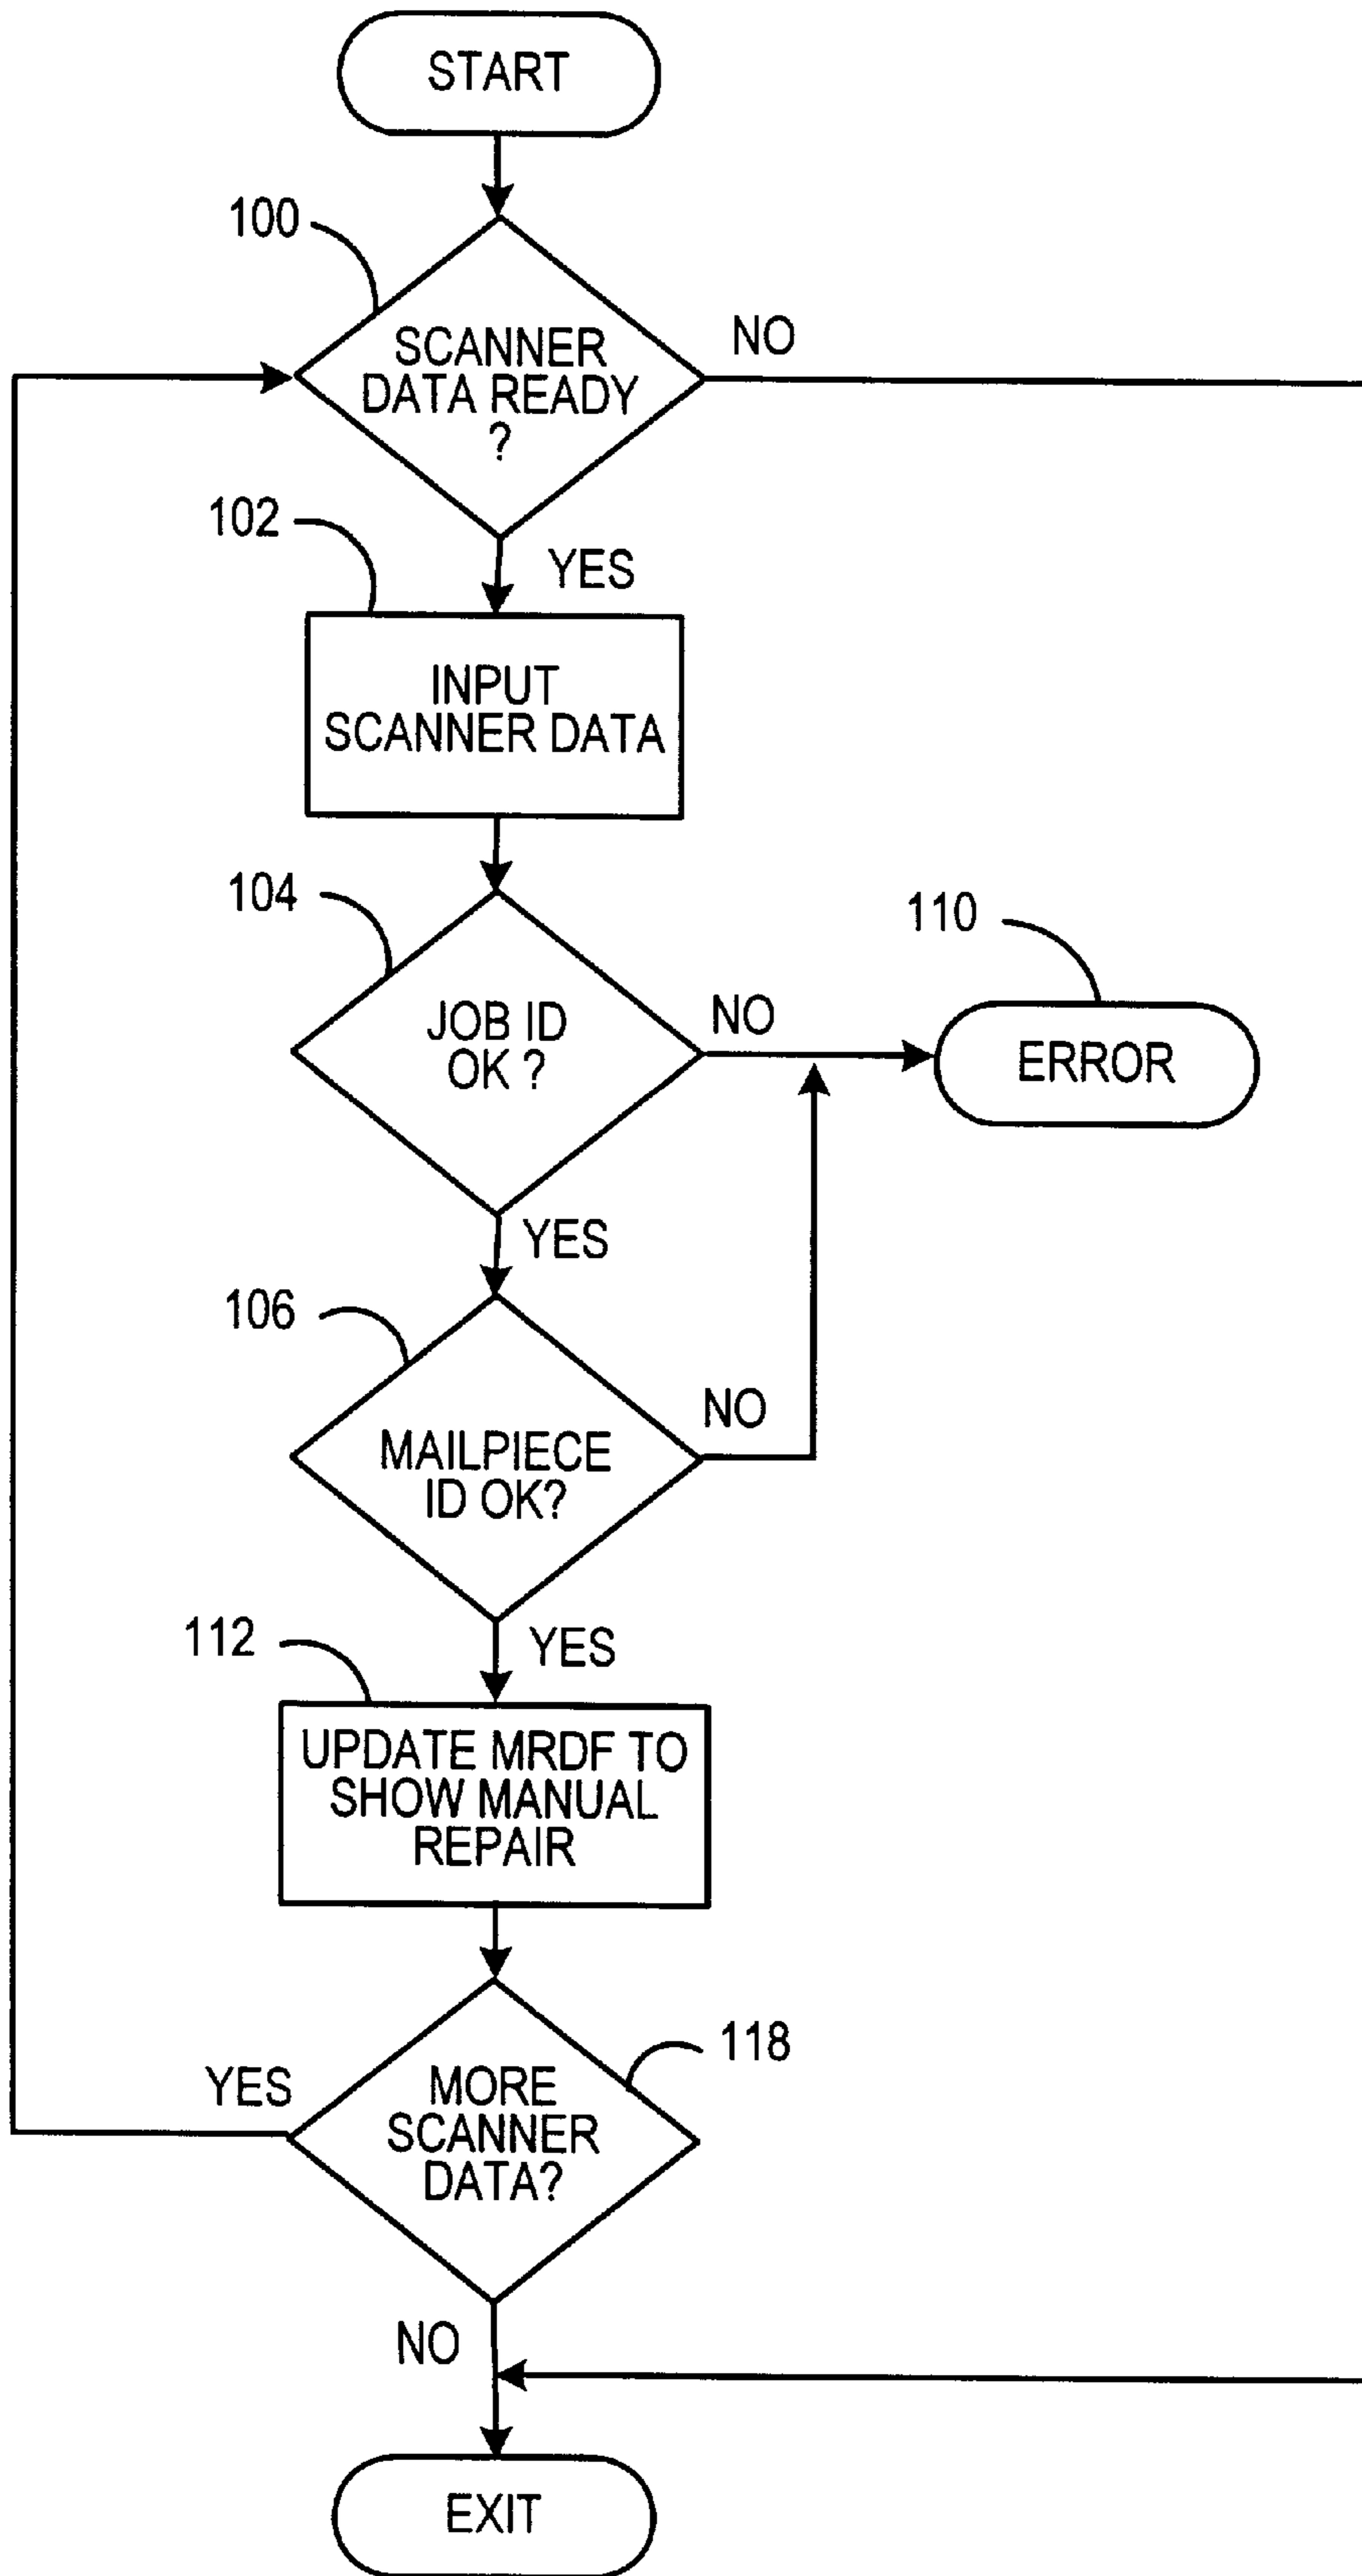 START
100
SCANNER
DATA READY
?
NO
102
YES
INPUT
SCANNER DATA
104
110
JOB ID
OK ?
NO
ERROR
YES
106
MAILPIECE
ID OK?
NO
112
YES
UPDATE MRDF TO
SHOW MANUAL
REPAIR
118
YES
MORE
SCANNER
DATA?
NO
EXIT